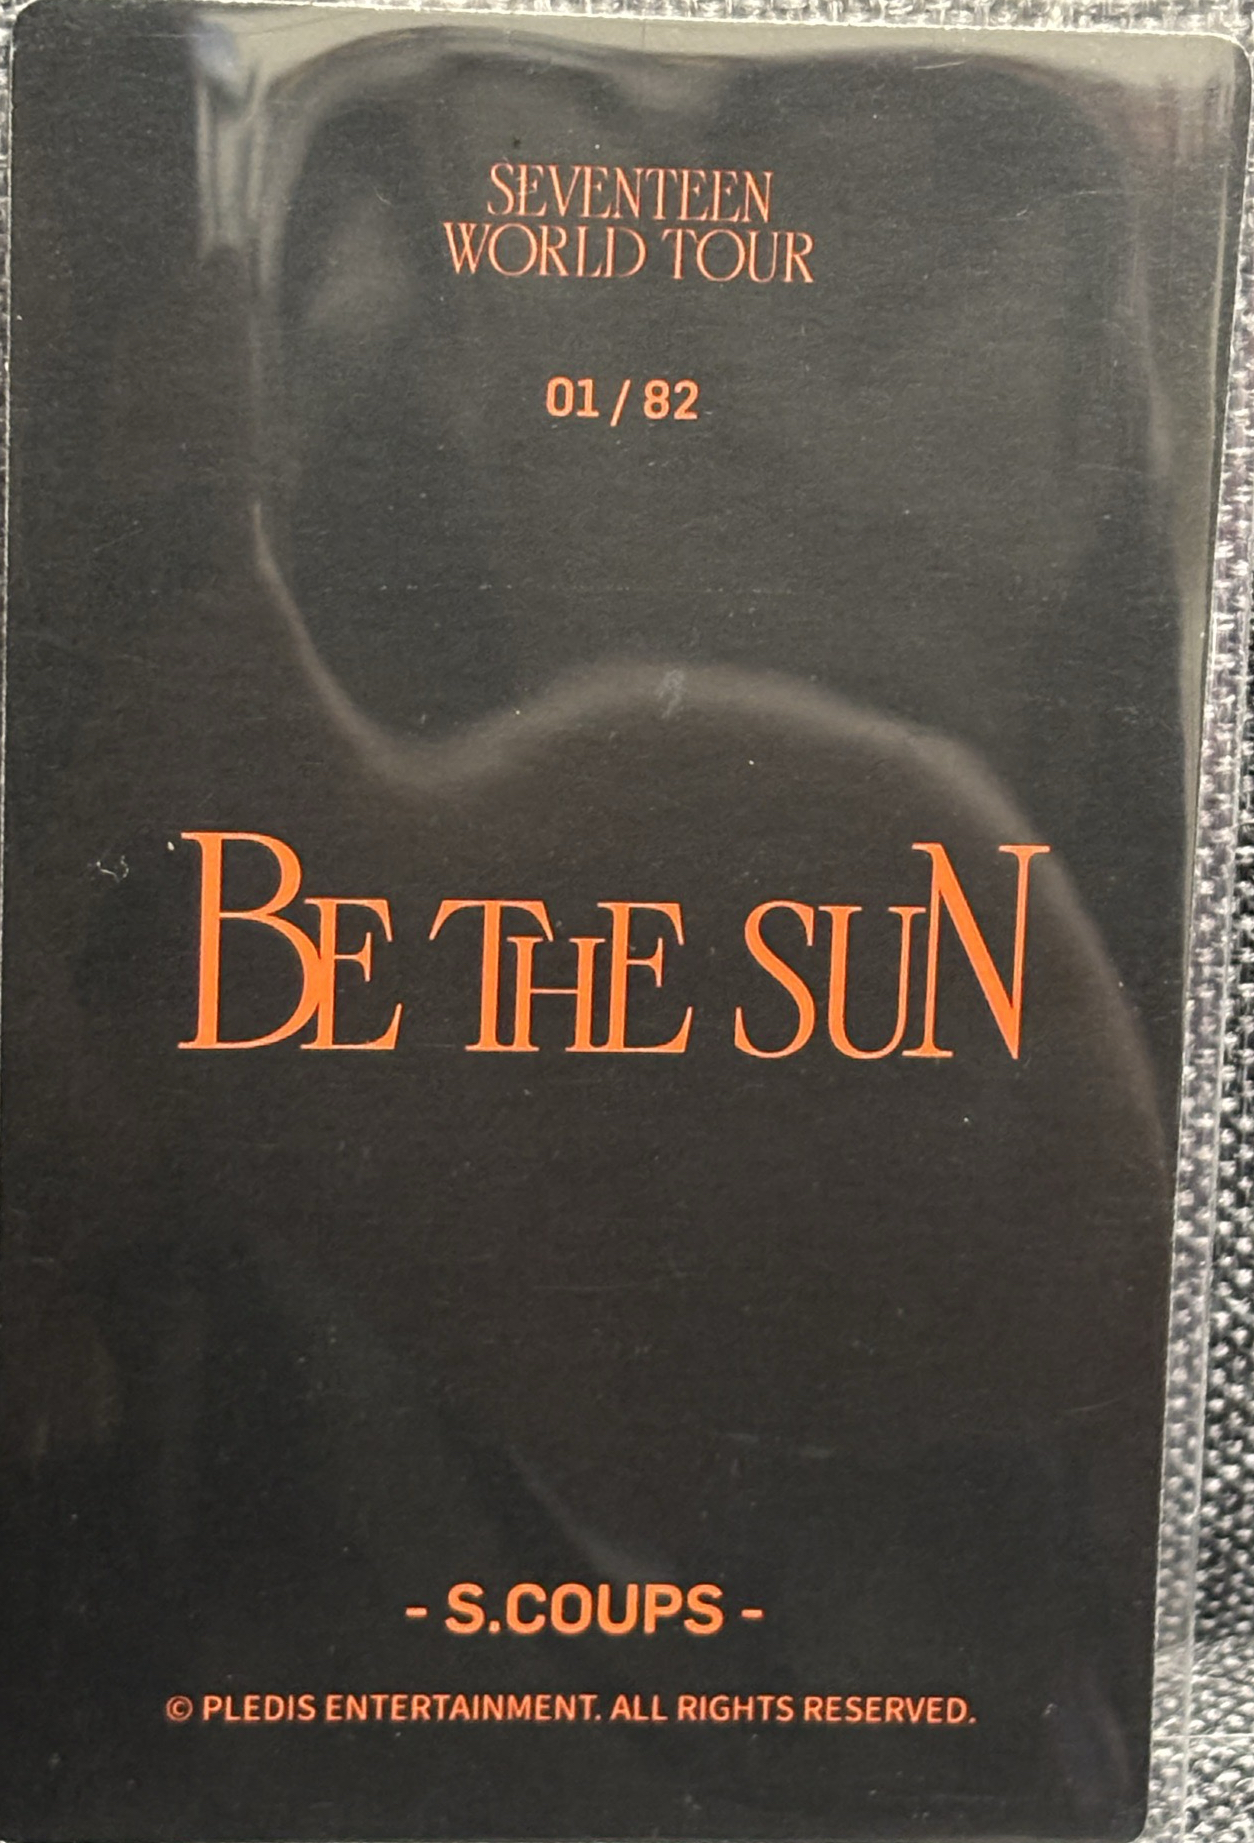 SEVENTEEN
WORLD TOUR
01 / 82
BE THE SUN
- S.COUPS -
© PLEDIS ENTERTAINMENT. ALL RIGHTS RESERVED.